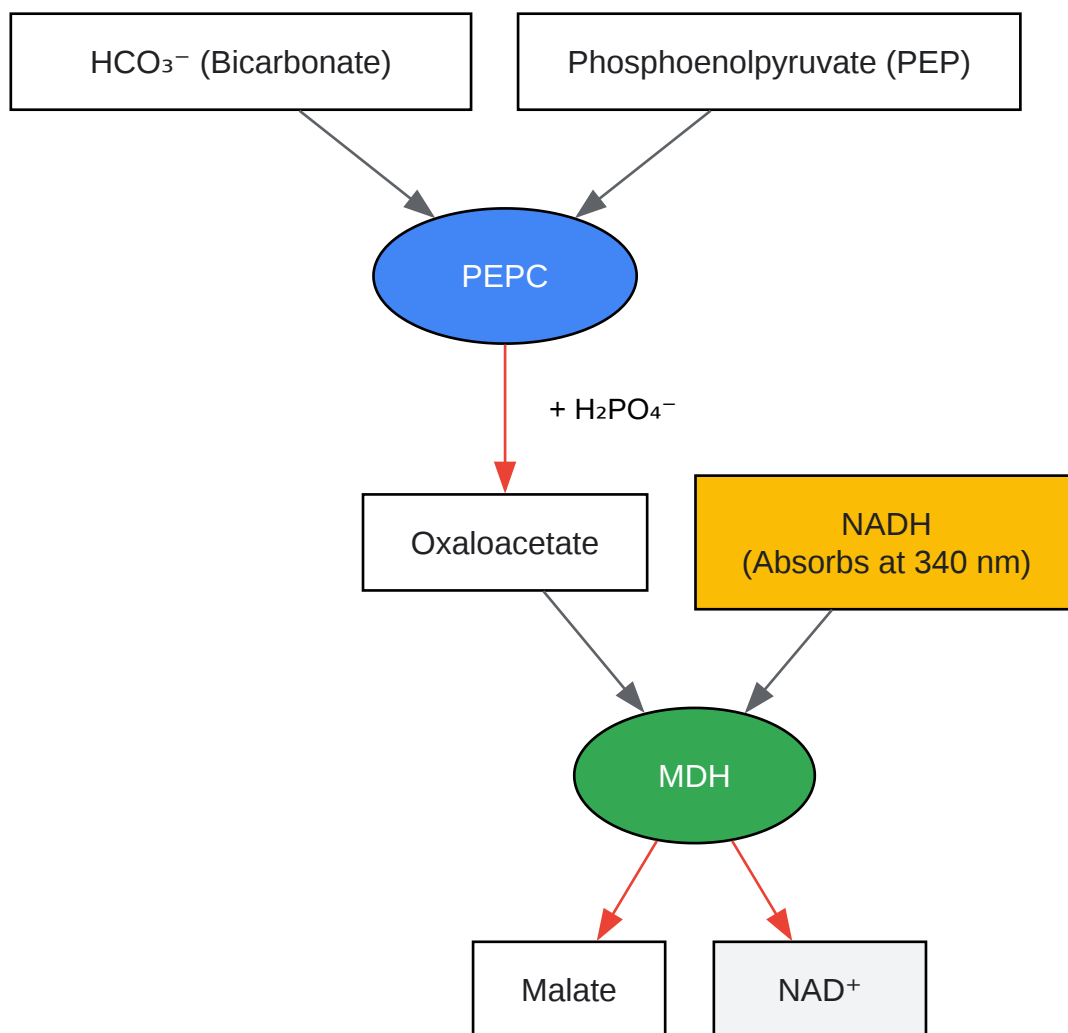 HCO₃⁻ (Bicarbonate)
Phosphoenolpyruvate (PEP)
PEPC
+ H₂PO₄⁻
Oxaloacetate
NADH
(Absorbs at 340 nm)
MDH
Malate
NAD⁺